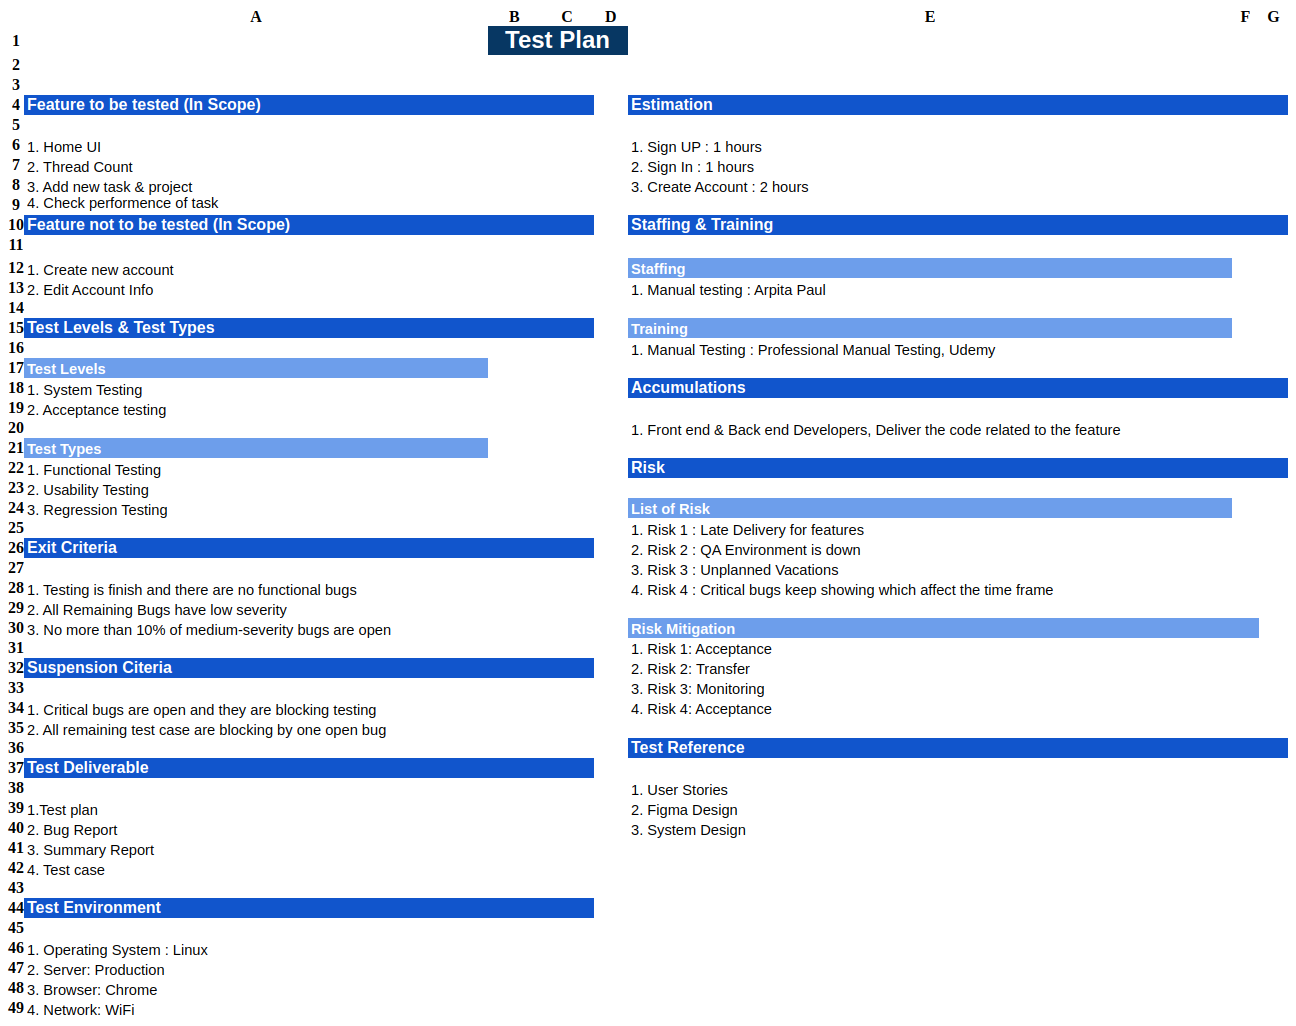 A B C D E F G
1 Test Plan
2
3
4 Feature to be tested (In Scope) Estimation
5
6 1. Home UI 1. Sign UP : 1 hours
7 2. Thread Count 2. Sign In : 1 hours
8 3. Add new task & project 3. Create Account : 2 hours
9 4. Check performence of task
10 Feature not to be tested (In Scope) Staffing & Training
11
12 1. Create new account Staffing
13 2. Edit Account Info 1. Manual testing : Arpita Paul
14
15 Test Levels & Test Types Training
16 1. Manual Testing : Professional Manual Testing, Udemy
17 Test Levels
18 1. System Testing Accumulations
19 2. Acceptance testing
20 1. Front end & Back end Developers, Deliver the code related to the feature
21 Test Types
22 1. Functional Testing Risk
23 2. Usability Testing
24 3. Regression Testing List of Risk
25 1. Risk 1 : Late Delivery for features
26 Exit Criteria 2. Risk 2 : QA Environment is down
27 3. Risk 3 : Unplanned Vacations
28 1. Testing is finish and there are no functional bugs 4. Risk 4 : Critical bugs keep showing which affect the time frame
29 2. All Remaining Bugs have low severity
30 3. No more than 10% of medium-severity bugs are open Risk Mitigation
31 1. Risk 1: Acceptance
32 Suspension Citeria 2. Risk 2: Transfer
33 3. Risk 3: Monitoring
34 1. Critical bugs are open and they are blocking testing 4. Risk 4: Acceptance
35 2. All remaining test case are blocking by one open bug
36 Test Reference
37 Test Deliverable
38 1. User Stories
39 1.Test plan 2. Figma Design
40 2. Bug Report 3. System Design
41 3. Summary Report
42 4. Test case
43
44 Test Environment
45
46 1. Operating System : Linux
47 2. Server: Production
48 3. Browser: Chrome
49 4. Network: WiFi